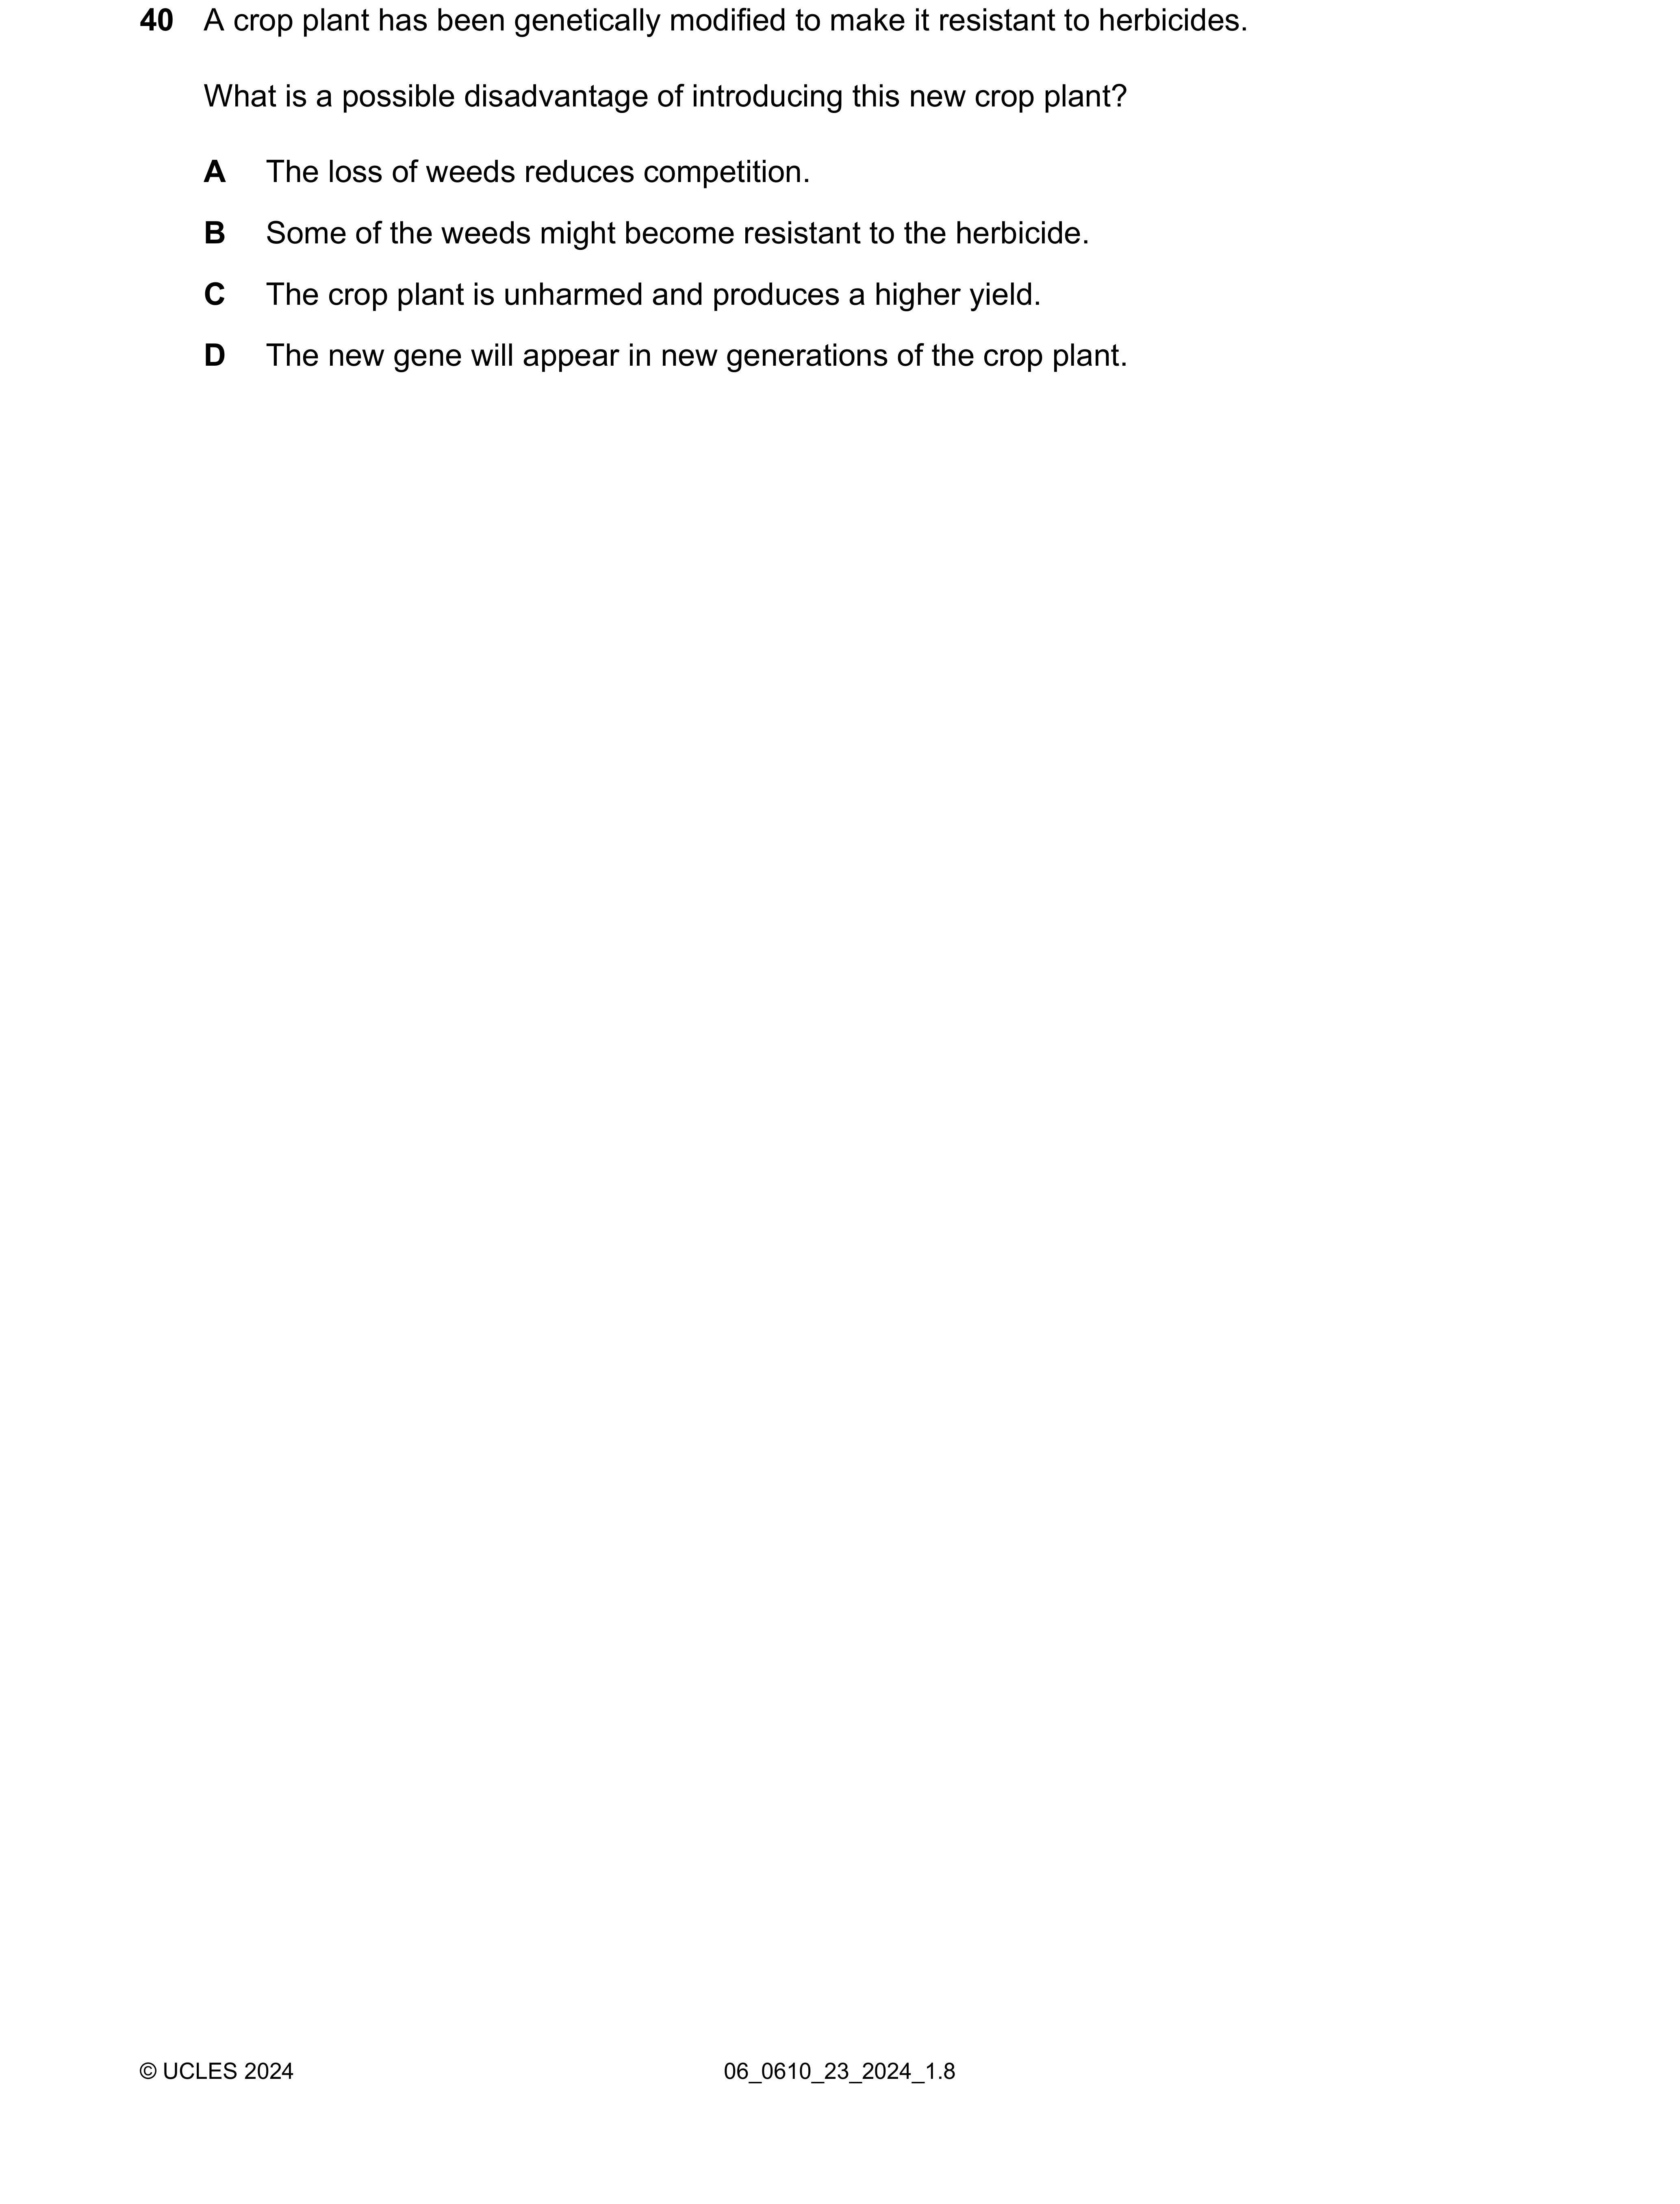 40 A crop plant has been genetically modified to make it resistant to herbicides.
What is a possible disadvantage of introducing this new crop plant?
A The loss of weeds reduces competition.
B Some of the weeds might become resistant to the herbicide.
C The crop plant is unharmed and produces a higher yield.
D The new gene will appear in new generations of the crop plant.
© UCLES 2024 06_0610_23_2024_1.8